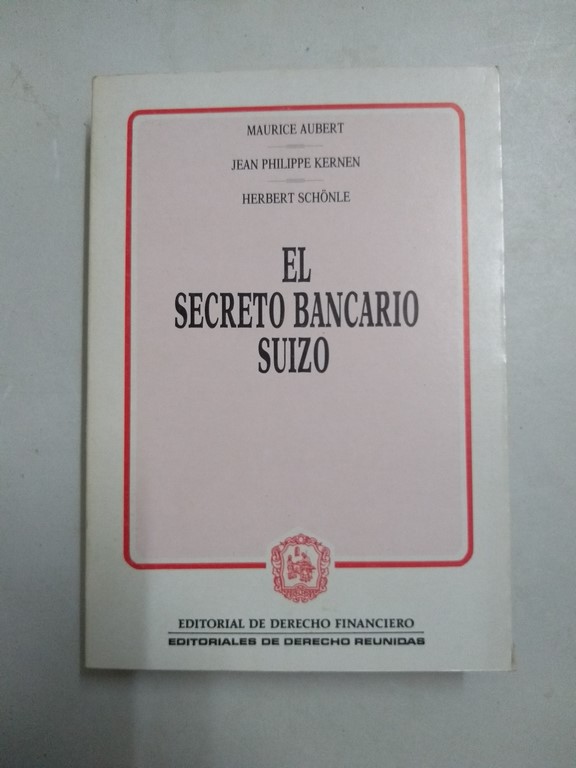 MAURICE AUBERT
JEAN PHILIPPE KERNEN
HERBERT SCHÖNLE
EL
SECRETO BANCARIO
SUIZO
EDITORIAL DE DERECHO FINANCIERO
EDITORIALES DE DERECHO REUNIDAS